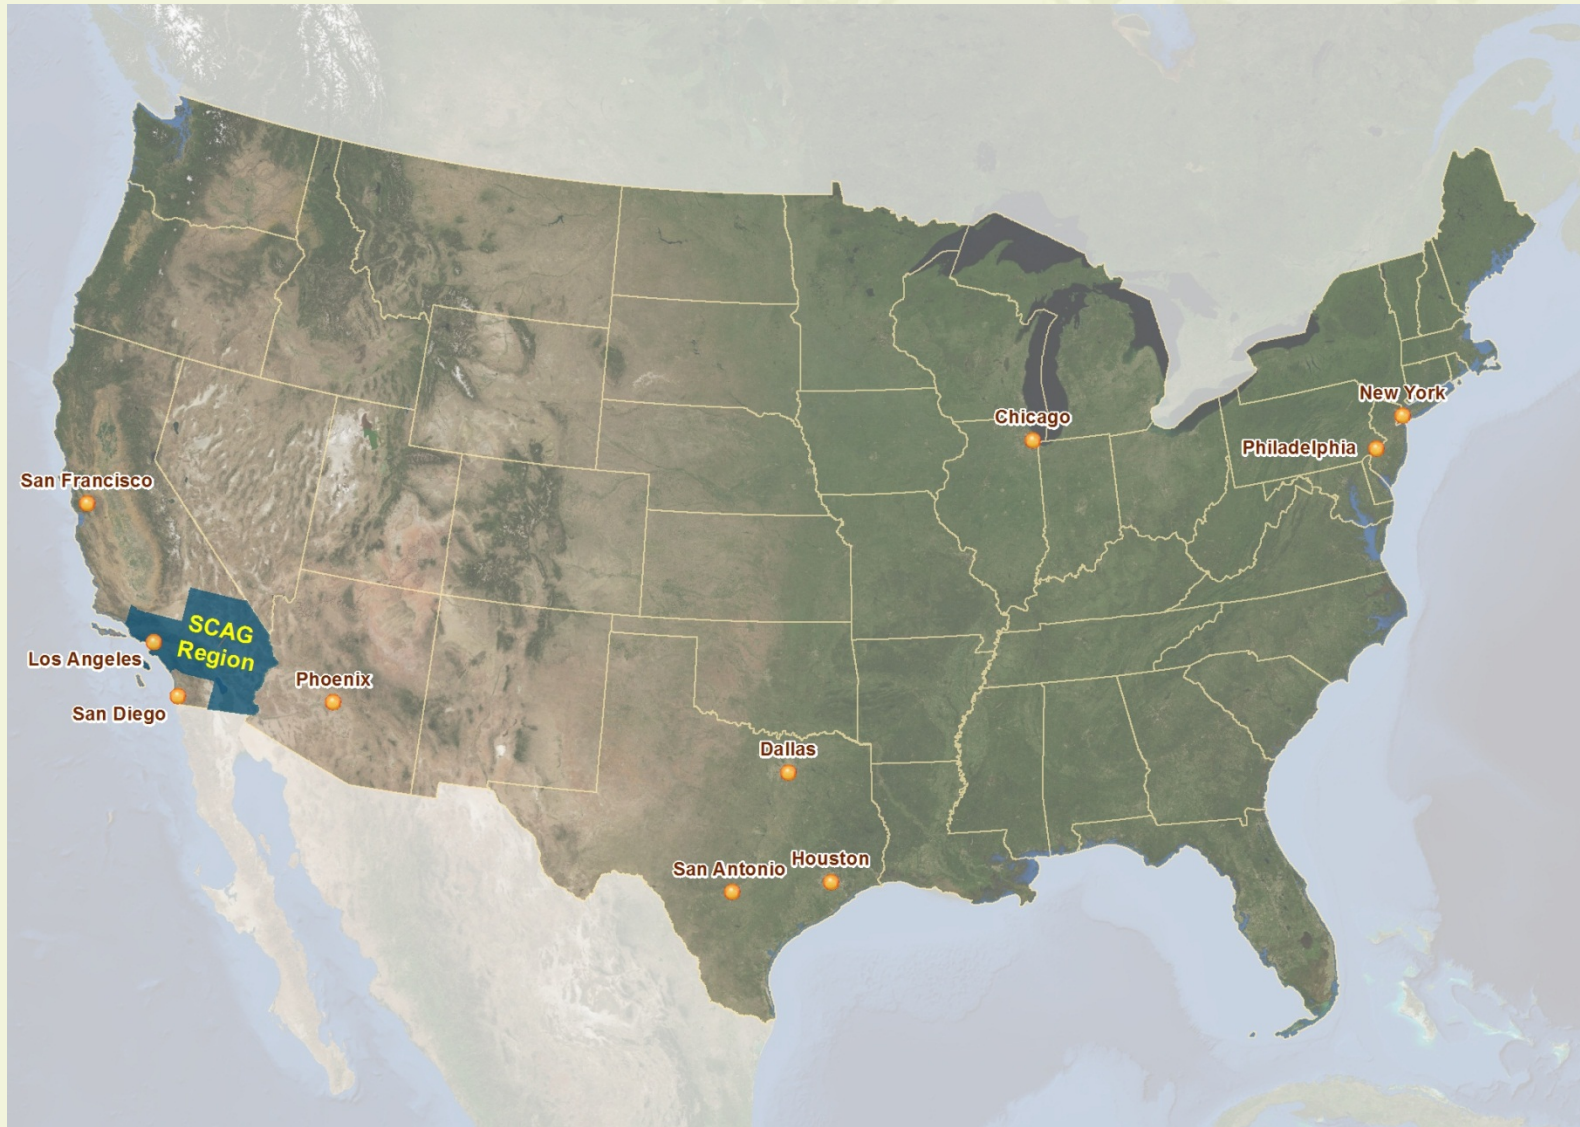 New York
Chicago
Philadelphia
San Francisco
SCAG
Region
Los Angeles
Phoenix
San Diego
Dallas
San Antonio
Houston